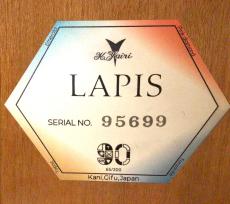 K.Yairi
LAPIS
SERIAL NO. 95699
90
65/200
Kani,Gifu,Japan